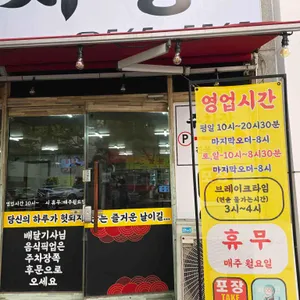 영업시간
평일 10시~20시30분
마지막오더-8시
토,일-10시~8시30분
마지막오더-8시
브레이크타임
3시~4시
휴무
매주 월요일
포장
당신의 하루가 헛되지
는 즐거운 날이길...
배달기사님
음식픽업은
주차장쪽
후문으로
오세요
P